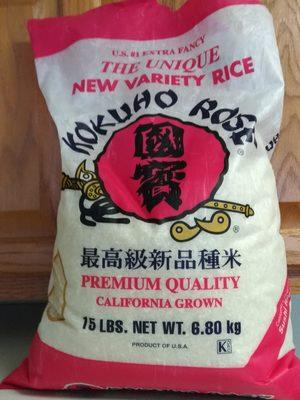 U.S. #1 EXTRA FANCY
THE UNIQUE
NEW VARIETY RICE
KOKUHO ROSE
®
國
寳
®
最高級新品種米
PREMIUM QUALITY
CALIFORNIA GROWN
15 LBS. NET WT. 6.80 kg
PRODUCT OF U.S.A.
K